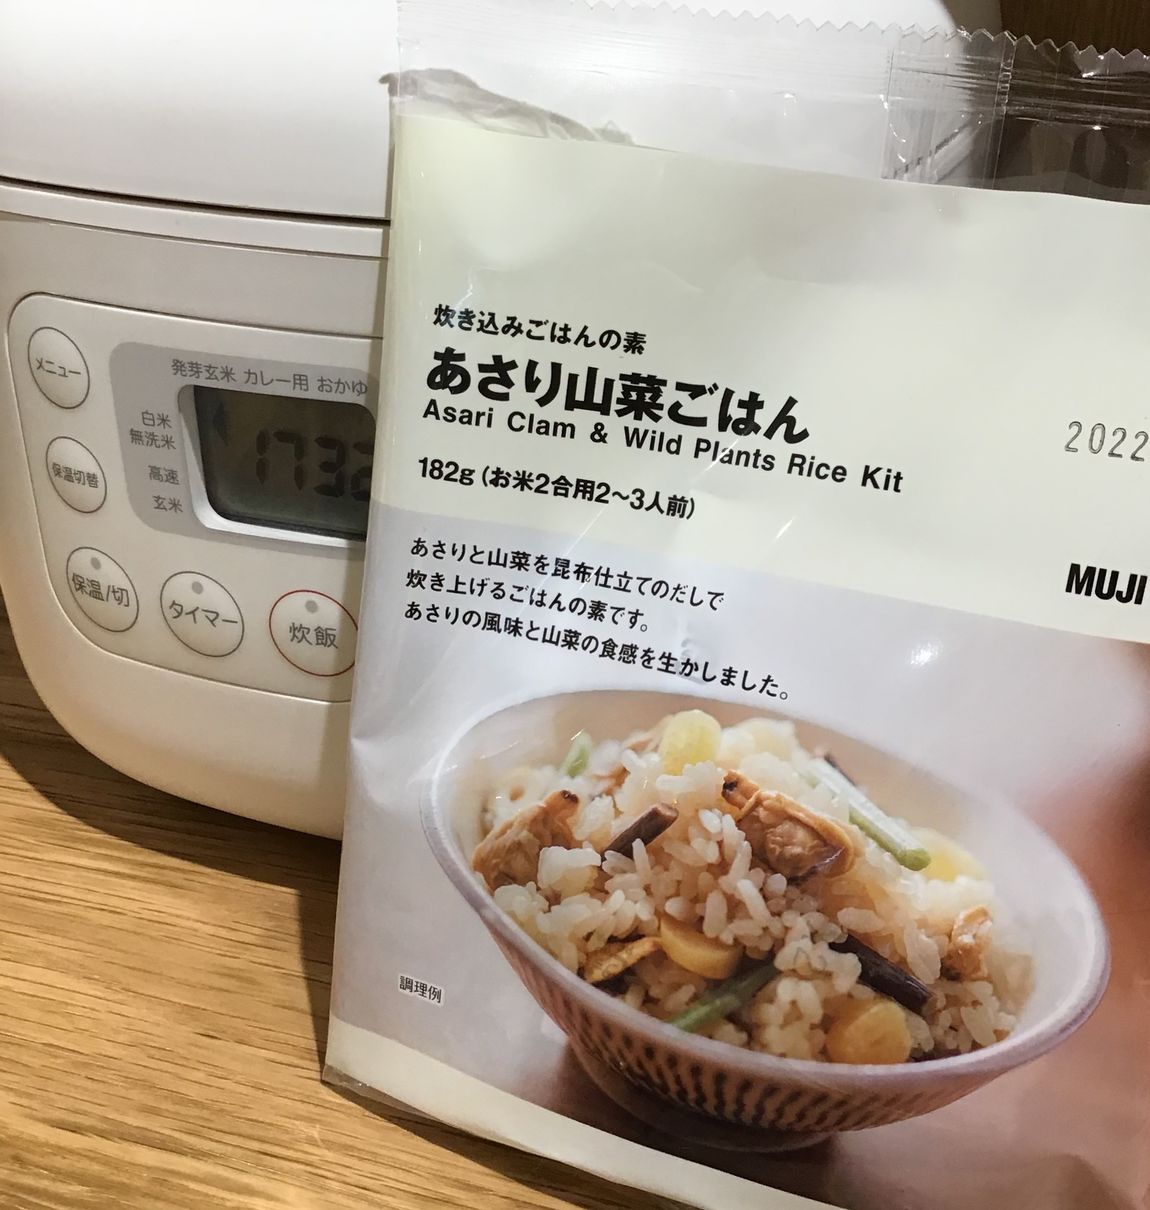 メニュー
発芽玄米 カレー用 おかゆ
白米
無洗米
高速
玄米
保温切替
保温/切
タイマー
炊飯
炊き込みごはんの素
あさり山菜ごはん
Asari Clam & Wild Plants Rice Kit
182g (お米2合用2〜3人前)
2022
MUJI
あさりと山菜を昆布仕立てのだしで
炊き上げるごはんの素です。
あさりの風味と山菜の食感を生かしました。
調理例